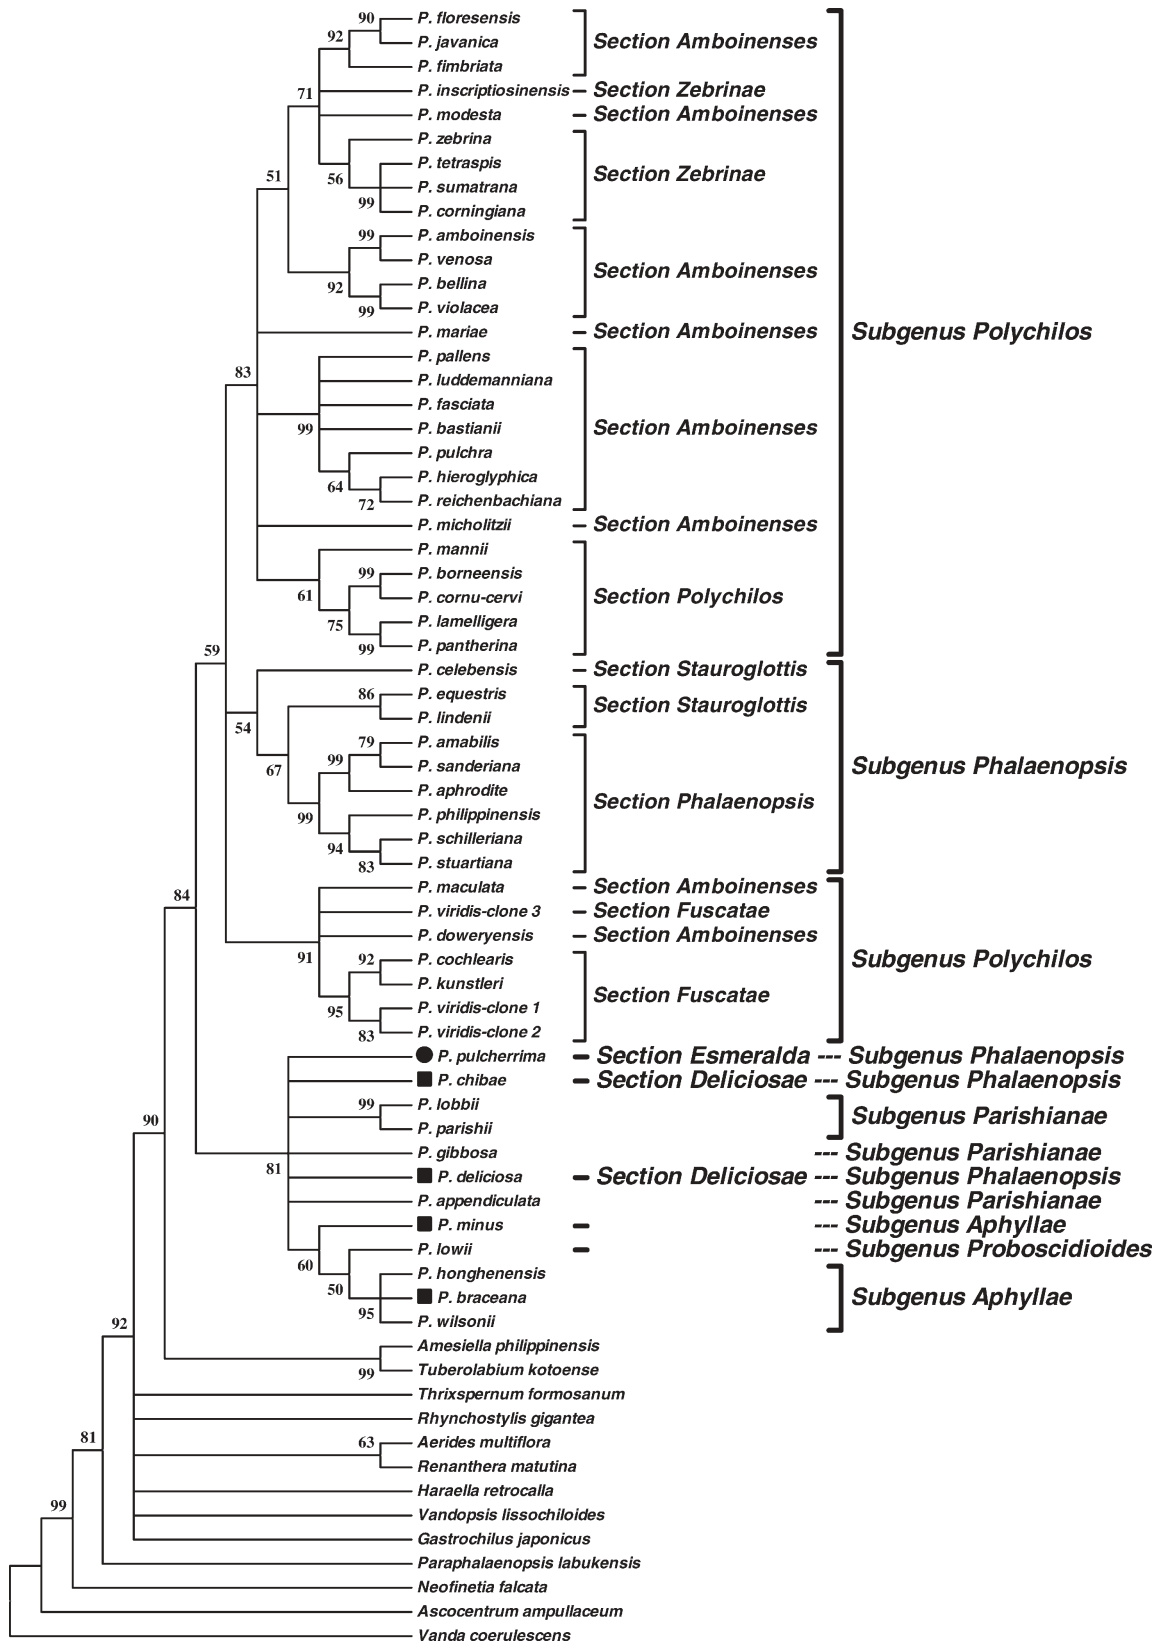 90 P. floresensis
92 P. javanica Section Amboinenses
P. fimbriata
71 P. inscriptiosinensis Section Zebrinae
P. modesta Section Amboinenses
P. zebrina
P. tetraspis Section Zebrinae
51 56 P. sumatrana
99 P. corningiana
99 P. amboinensis
P. venosa Section Amboinenses
92 P. bellina
99 P. violacea
P. mariae Section Amboinenses Subgenus Polychilos
P. pallens
83 P. luddemanniana
P. fasciata
99 P. bastianii Section Amboinenses
P. pulchra
64 P. hieroglyphica
72 P. reichenbachiana
P. micholitzii Section Amboinenses
P. mannii
99 P. borneensis
61 P. cornu-cervi Section Polychilos
75 P. lamelligera
99 P. pantherina
59 P. celebensis Section Stauroglottis
86 P. equestris Section Stauroglottis
54 P. lindenii
79 P. amabilis
67 99 P. sanderiana Subgenus Phalaenopsis
P. aphrodite Section Phalaenopsis
99 P. philippinensis
94 P. schilleriana
83 P. stuartiana
84 P. maculata Section Amboinenses
P. viridis-clone 3 Section Fuscatae
P. doweryensis Section Amboinenses
91 92 P. cochlearis Subgenus Polychilos
P. kunstleri Section Fuscatae
95 P. viridis-clone 1
83 P. viridis-clone 2
P. pulcherrima Section Esmeralda --- Subgenus Phalaenopsis
P. chibae Section Deliciosae --- Subgenus Phalaenopsis
99 P. lobbii Subgenus Parishianae
90 P. parishii
P. gibbosa --- Subgenus Parishianae
81 P. deliciosa Section Deliciosae --- Subgenus Phalaenopsis
P. appendiculata --- Subgenus Parishianae
P. minus --- Subgenus Aphyllae
60 P. lowii --- Subgenus Proboscidioides
50 P. honghenensis
95 P. braceana Subgenus Aphyllae
P. wilsonii
92 Amesiella philippinensis
99 Tuberolabium kotoense
Thrixspernum formosanum
Rhynchostylis gigantea
81 63 Aerides multiflora
Renanthera matutina
Haraella retrocalla
99 Vandopsis lissochiloides
Gastrochilus japonicus
Paraphalaenopsis labukensis
Neofinetia falcata
Ascocentrum ampullaceum
Vanda coerulescens